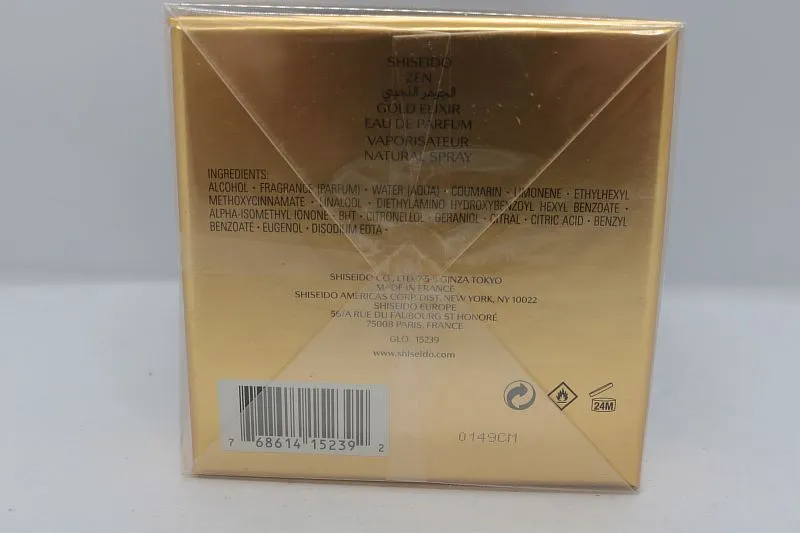 SHISEIDO
ZEN
الجوهر الذهبي
GOLD ELIXIR
EAU DE PARFUM
VAPORISATEUR
NATURAL SPRAY
INGREDIENTS:
ALCOHOL · FRAGRANCE (PARFUM) · WATER (AQUA) · COUMARIN · LIMONENE · ETHYLHEXYL
METHOXYCINNAMATE · LINALOOL · DIETHYLAMINO HYDROXYBENZOYL HEXYL BENZOATE ·
ALPHA-ISOMETHYL IONONE · BHT · CITRONELLOL · GERANIOL · CITRAL · CITRIC ACID · BENZYL
BENZOATE · EUGENOL · DISODIUM EDTA ·
SHISEIDO CO., LTD. 7-5-5 GINZA TOKYO
MADE IN FRANCE
SHISEIDO AMERICAS CORP. DIST. NEW YORK, NY 10022
SHISEIDO EUROPE
56/A RUE DU FAUBOURG ST HONORÉ
75008 PARIS, FRANCE
GLO. 15239
www.shiseido.com
24M
7 68614 15239 2
0149CM